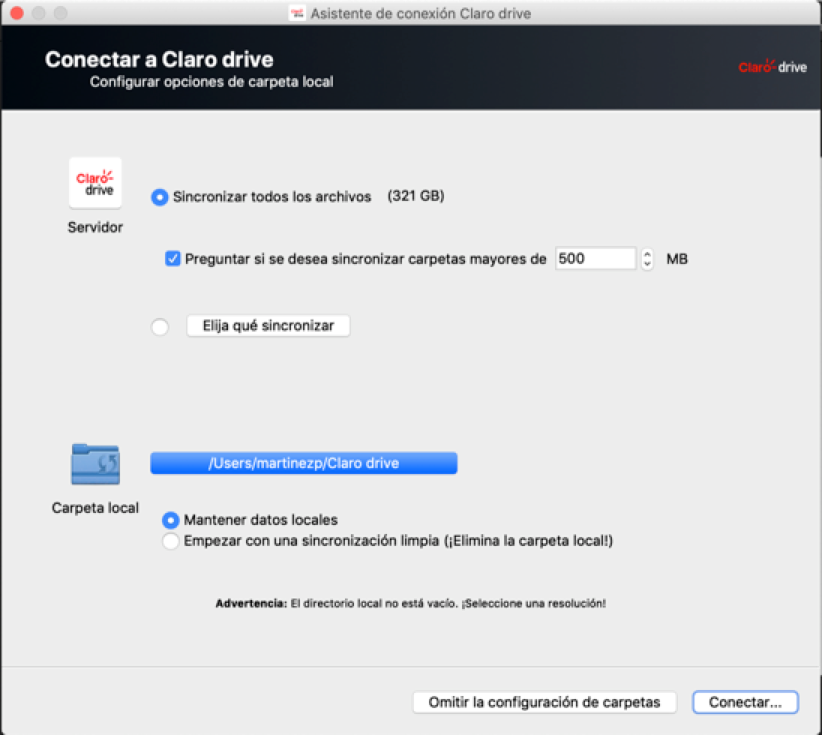 Asistente de conexión Claro drive
Conectar a Claro drive
Configurar opciones de carpeta local
Claro drive
Claro
drive
Servidor
Sincronizar todos los archivos (321 GB)
Preguntar si se desea sincronizar carpetas mayores de 500 MB
Elija qué sincronizar
/Users/martinezp/Claro drive
Carpeta local
Mantener datos locales
Empezar con una sincronización limpia (¡Elimina la carpeta local!)
Advertencia: El directorio local no está vacío. ¡Seleccione una resolución!
Omitir la configuración de carpetas Conectar...